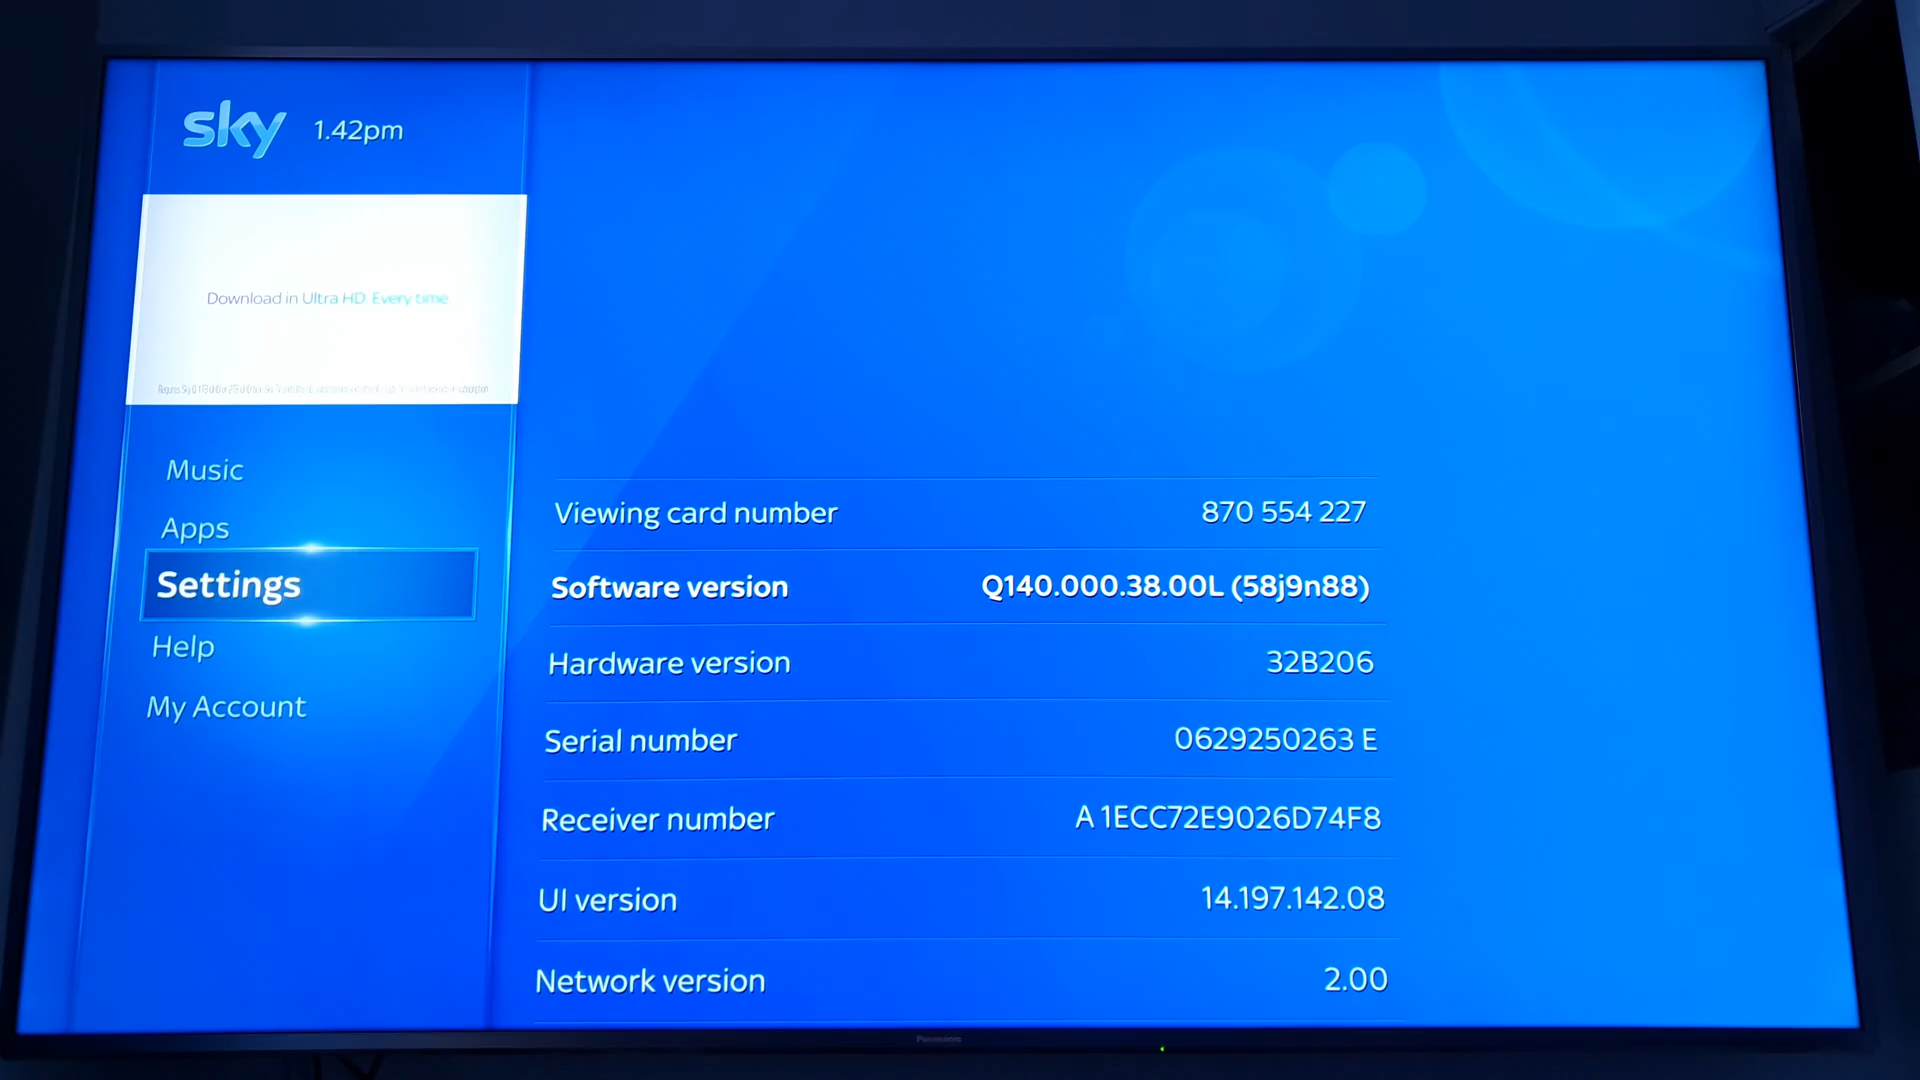 sky 1.42pm
Download in Ultra HD. Every time.
Music
Apps
Settings
Help
My Account
Viewing card number 870 554 227
Software version Q140.000.38.00L (58j9n88)
Hardware version 32B206
Serial number 0629250263 E
Receiver number A 1ECC72E9026D74F8
UI version 14.197.142.08
Network version 2.00
Panasonic